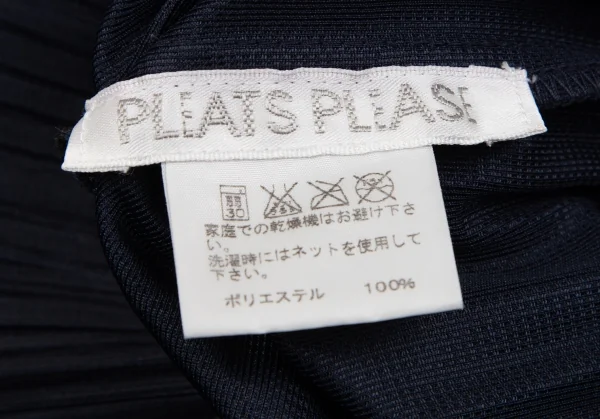 PLEATS PLEASE
弱
30
家庭での乾燥機はお避け下さ
い。
洗濯時にはネットを使用して
下さい。
ポリエステル 100%